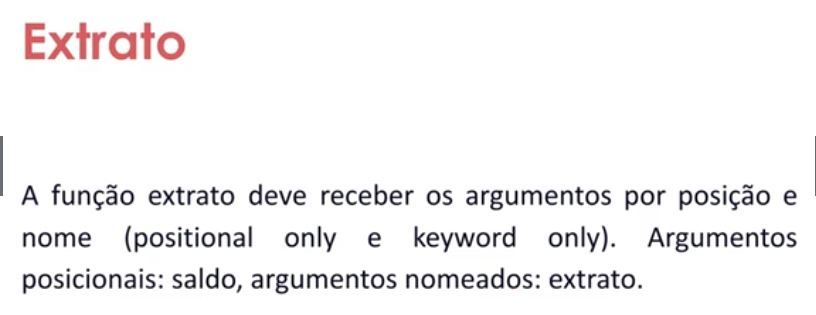 Extrato
A função extrato deve receber os argumentos por posição e
nome (positional only e keyword only). Argumentos
posicionais: saldo, argumentos nomeados: extrato.